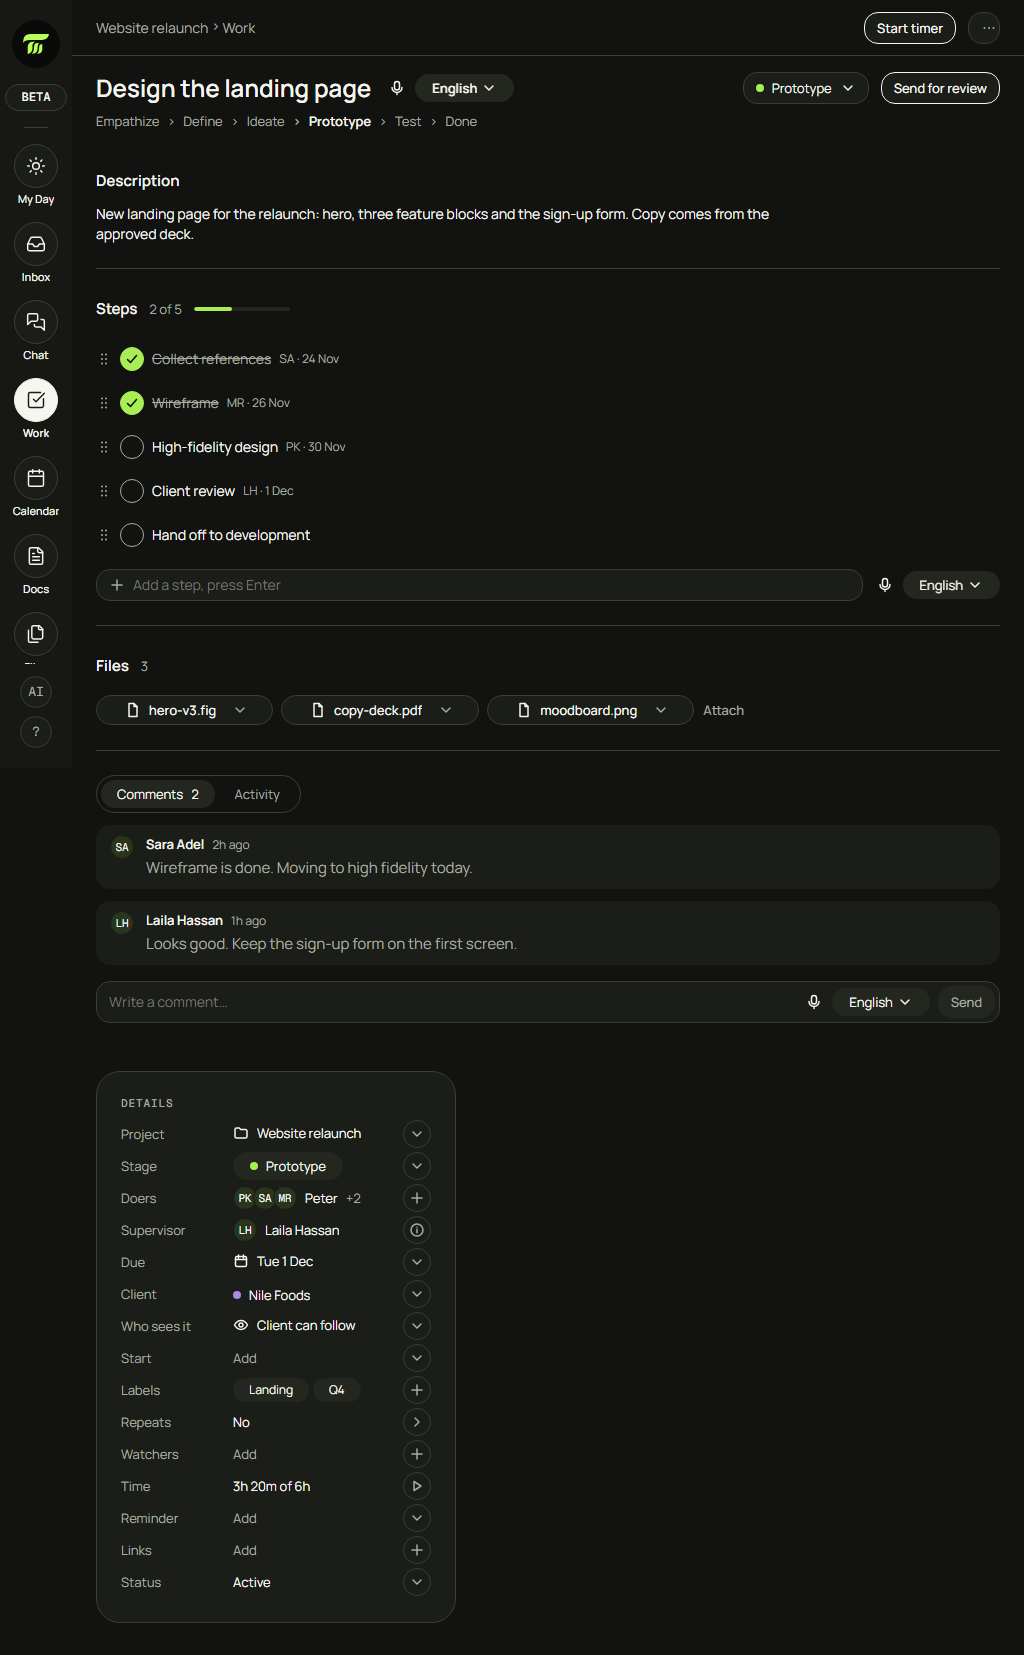 Website relaunch > Work
Start timer
...
BETA
My Day
Inbox
Chat
Work
Calendar
Docs
AI
?
Design the landing page
English
Prototype
Send for review
Empathize > Define > Ideate > Prototype > Test > Done
Description
New landing page for the relaunch: hero, three feature blocks and the sign-up form. Copy comes from the
approved deck.
Steps 2 of 5
Collect references SA · 24 Nov
Wireframe MR · 26 Nov
High-fidelity design PK · 30 Nov
Client review LH · 1 Dec
Hand off to development
Add a step, press Enter
English
Files 3
hero-v3.fig
copy-deck.pdf
moodboard.png
Attach
Comments 2
Activity
SA
Sara Adel 2h ago
Wireframe is done. Moving to high fidelity today.
LH
Laila Hassan 1h ago
Looks good. Keep the sign-up form on the first screen.
Write a comment...
English
Send
DETAILS
Project Website relaunch
Stage Prototype
Doers PK SA MR Peter +2
Supervisor LH Laila Hassan
Due Tue 1 Dec
Client Nile Foods
Who sees it Client can follow
Start Add
Labels Landing Q4
Repeats No
Watchers Add
Time 3h 20m of 6h
Reminder Add
Links Add
Status Active